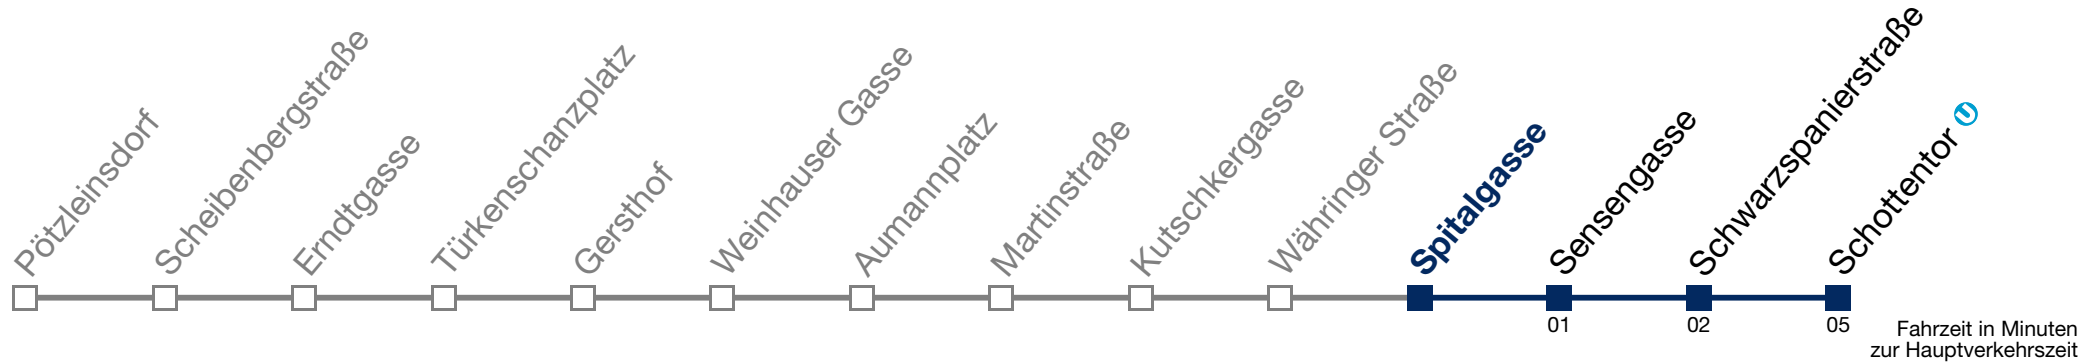 Pötzleinsdorf
Scheibenbergstraße
Erndtgasse
Türkenschanzplatz
Gersthof
Weinhauser Gasse
Aumannplatz
Martinstraße
Kutschkergasse
Währinger Straße
Spitalgasse
Sensengasse
Schwarzspanierstraße
Schottentor U
01
02
05
Fahrzeit in Minuten
zur Hauptverkehrszeit